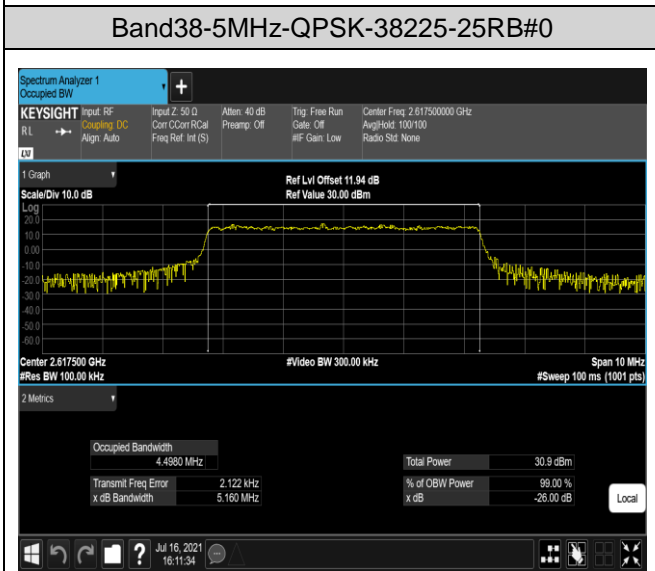 Band38-5MHz-QPSK-38225-25RB#0
Spectrum Analyzer 1
Occupied BW
+
KEYSIGHT Input: RF Input Z: 50 Ω Atten: 40 dB Trig: Free Run Center Freq: 2.617500000 GHz
RL Coupling: DC Corr CCorr RCal Preamp: Off Gate: Off Avg|Hold: 100/100
Align: Auto Freq Ref: Int (S) #IF Gain: Low Radio Std: None
LXI
1 Graph
Ref Lvl Offset 11.94 dB
Scale/Div 10.0 dB Ref Value 30.00 dBm
Log
20.0
10.0
0.00
-10.0
-20.0
-30.0
-40.0
-50.0
-60.0
Center 2.617500 GHz #Video BW 300.00 kHz Span 10 MHz
#Res BW 100.00 kHz #Sweep 100 ms (1001 pts)
2 Metrics
Occupied Bandwidth
4.4980 MHz Total Power 30.9 dBm
Transmit Freq Error 2.122 kHz % of OBW Power 99.00 %
x dB Bandwidth 5.160 MHz x dB -26.00 dB
Local
? Jul 16, 2021
16:11:34